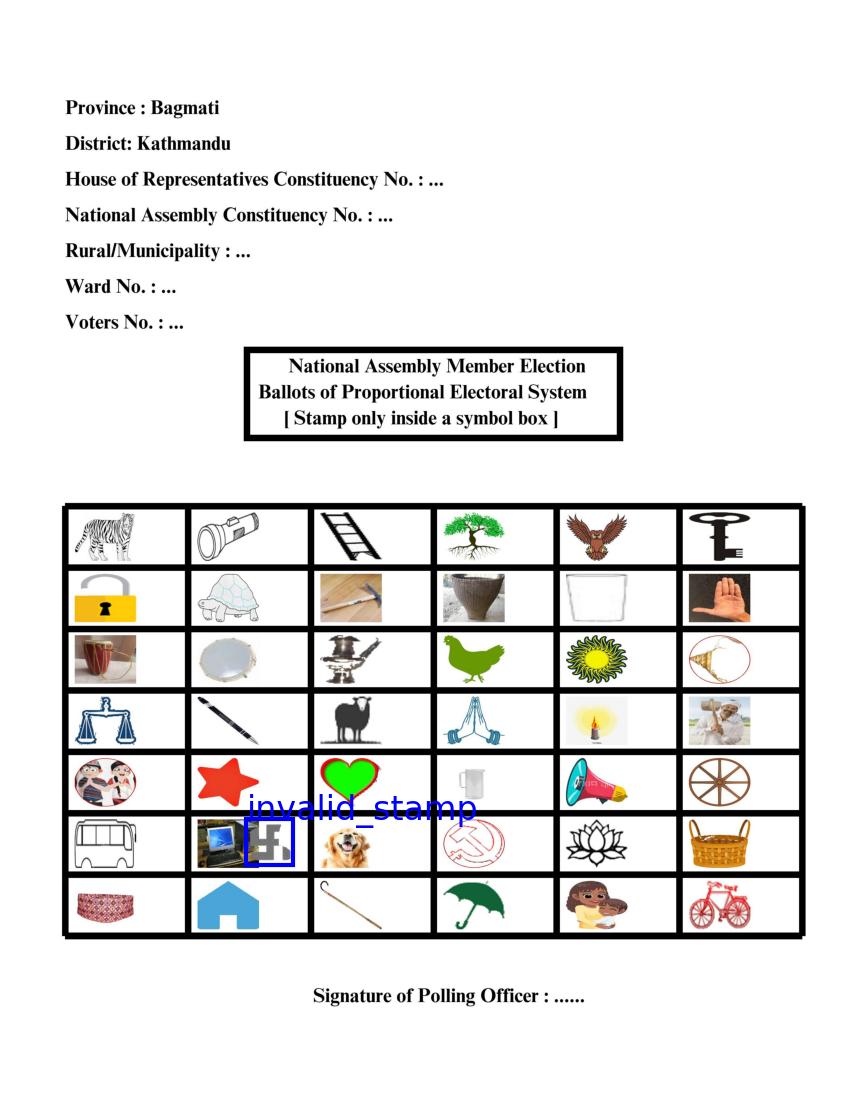 Province : Bagmati
District: Kathmandu
House of Representatives Constituency No. : ...
National Assembly Constituency No. : ...
Rural/Municipality : ...
Ward No. : ...
Voters No. : ...
National Assembly Member Election
Ballots of Proportional Electoral System
[ Stamp only inside a symbol box ]
invalid_stamp
Signature of Polling Officer : ......